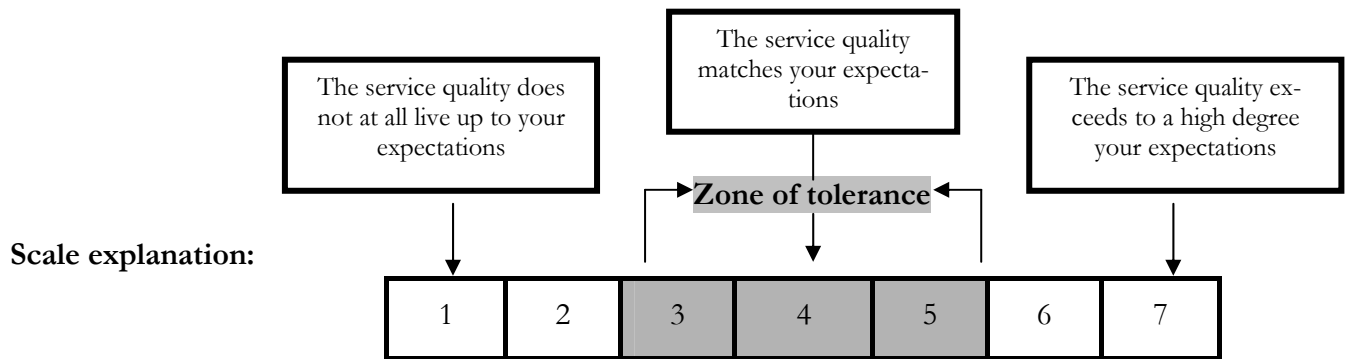 The service quality
matches your expecta-
tions
The service quality does
not at all live up to your
expectations
The service quality ex-
ceeds to a high degree
your expectations
Zone of tolerance
Scale explanation:
1 2 3 4 5 6 7